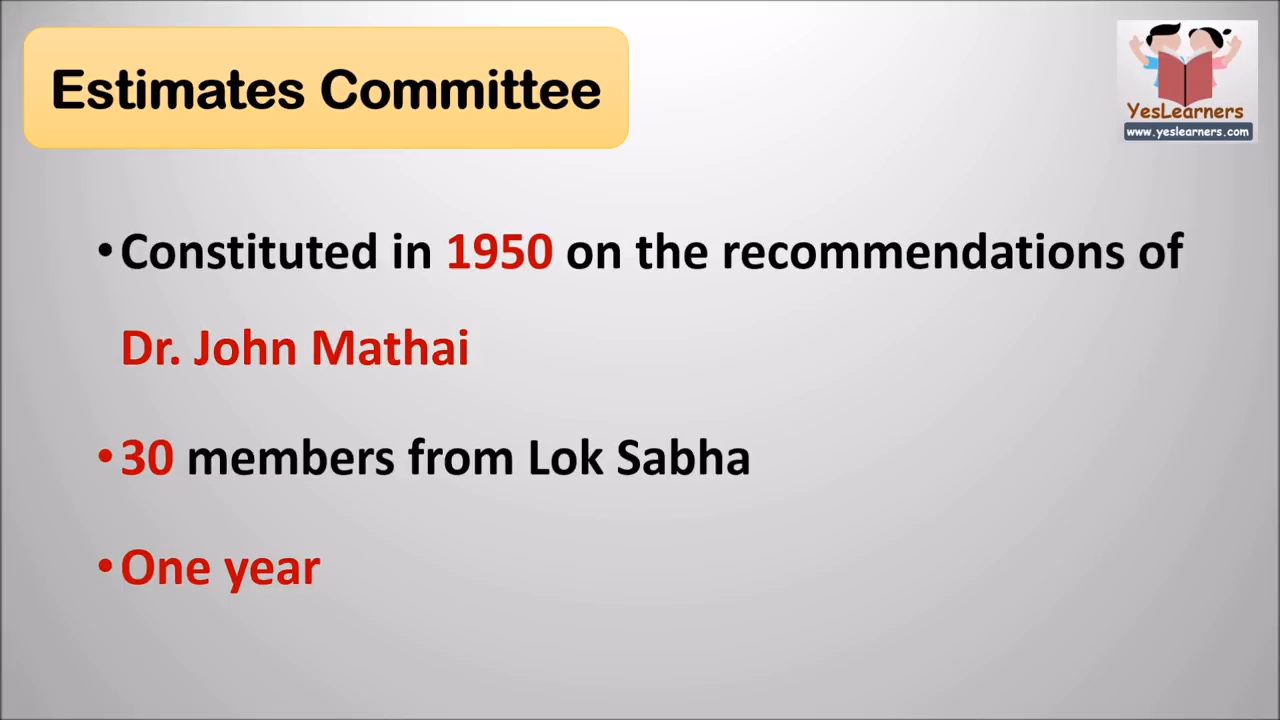 Estimates Committee
YesLearners
www.yeslearners.com
•Constituted in 1950 on the recommendations of
Dr. John Mathai
•30 members from Lok Sabha
•One year